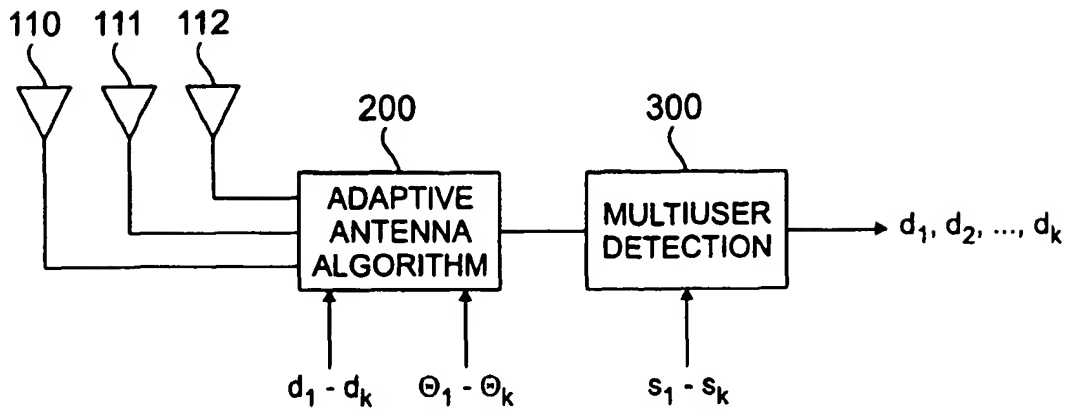 110 111 112
200
300
ADAPTIVE
ANTENNA
ALGORITHM
MULTIUSER
DETECTION
d₁, d₂, ..., dₖ
d₁ - dₖ
Θ₁ - Θₖ
s₁ - sₖ